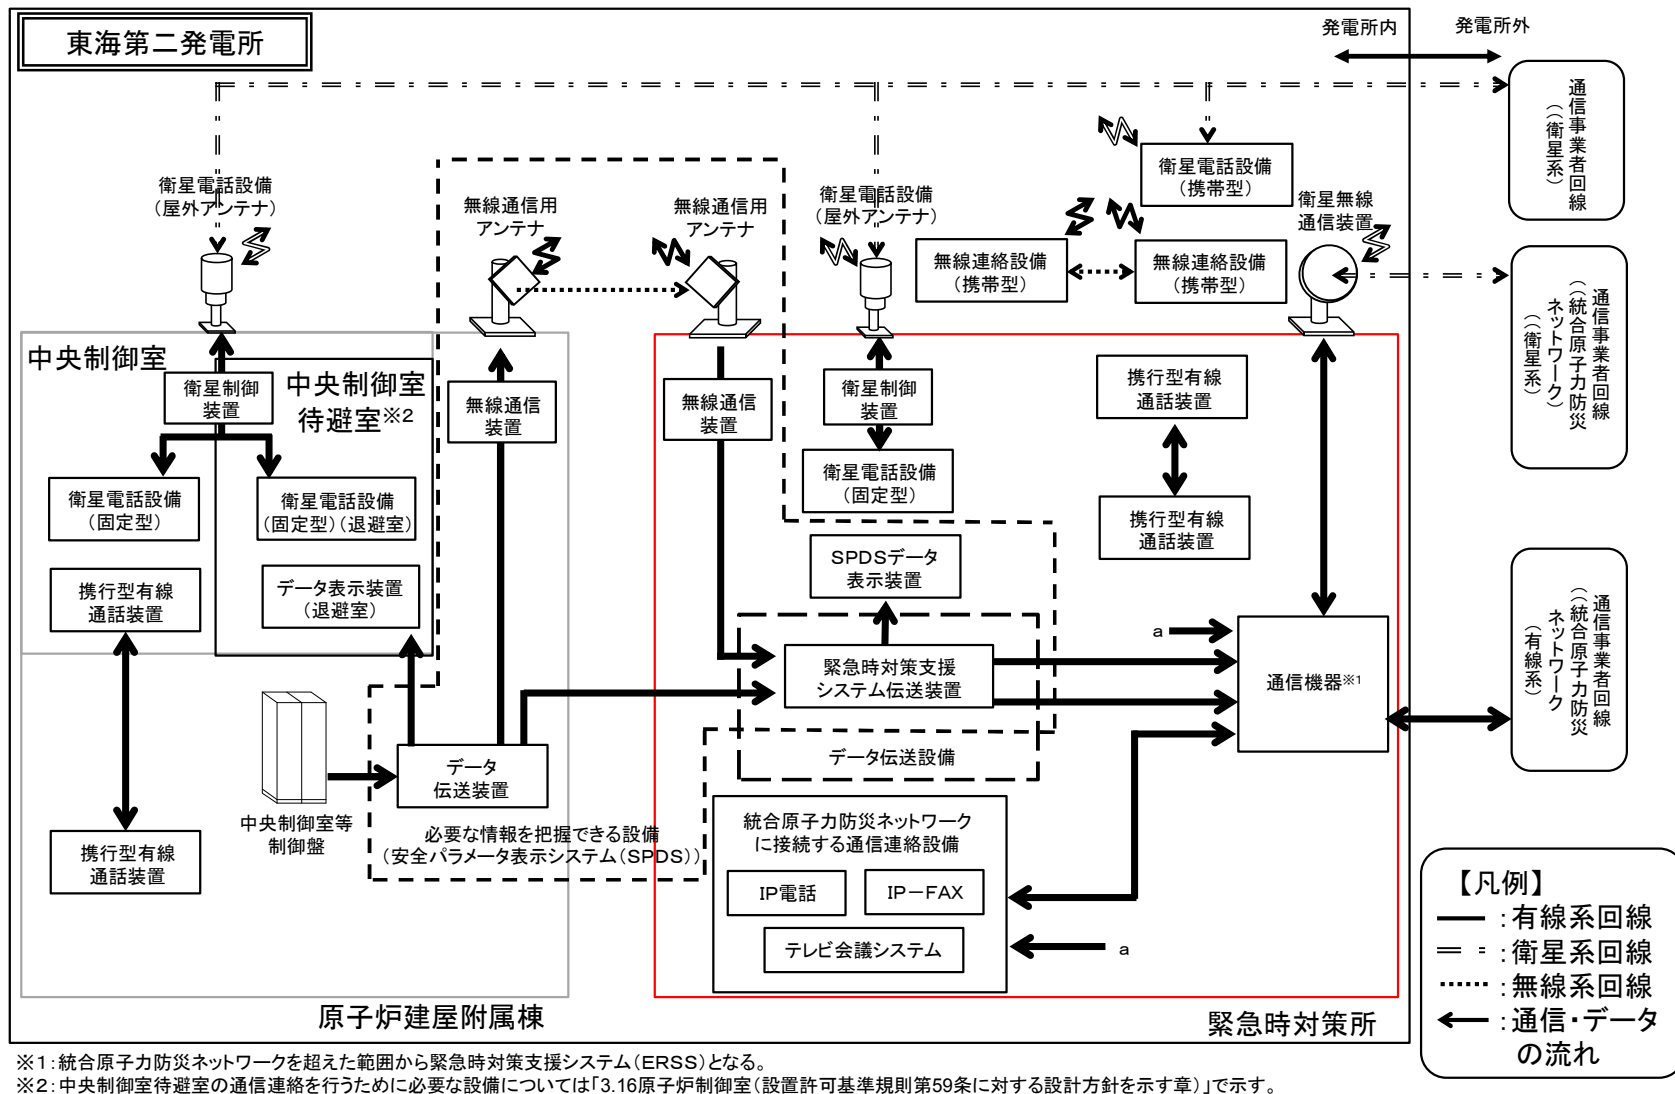 東海第二発電所
発電所内
発電所外
通信事業者回線
(（衛星系）
衛星電話設備
（屋外アンテナ）
無線通信用
アンテナ
無線通信用
アンテナ
衛星電話設備
（屋外アンテナ）
衛星電話設備
（携帯型）
無線連絡設備
（携帯型）
無線連絡設備
（携帯型）
衛星無線
通信装置
通信事業者回線
(（統合原子力防災
ネットワーク）
(（衛星系）
中央制御室
中央制御室
待避室※2
衛星制御
装置
無線通信
装置
無線通信
装置
衛星制御
装置
携行型有線
通話装置
衛星電話設備
（固定型）
衛星電話設備
（固定型）（退避室）
衛星電話設備
（固定型）
携行型有線
通話装置
携行型有線
通話装置
データ表示装置
（退避室）
SPDSデータ
表示装置
通信事業者回線
(（統合原子力防災
ネットワーク
（有線系）
a
緊急時対策支援
システム伝送装置
通信機器※1
データ
伝送装置
データ伝送設備
中央制御室等
制御盤
携行型有線
通話装置
必要な情報を把握できる設備
（安全パラメータ表示システム（SPDS））
統合原子力防災ネットワーク
に接続する通信連絡設備
IP電話
IP－FAX
テレビ会議システム
a
原子炉建屋附属棟
緊急時対策所
【凡例】
：有線系回線
：衛星系回線
：無線系回線
：通信・データ
の流れ
※1：統合原子力防災ネットワークを超えた範囲から緊急時対策支援システム（ERSS）となる。
※2：中央制御室待避室の通信連絡を行うために必要な設備については「3.16原子炉制御室（設置許可基準規則第59条に対する設計方針を示す章）」で示す。